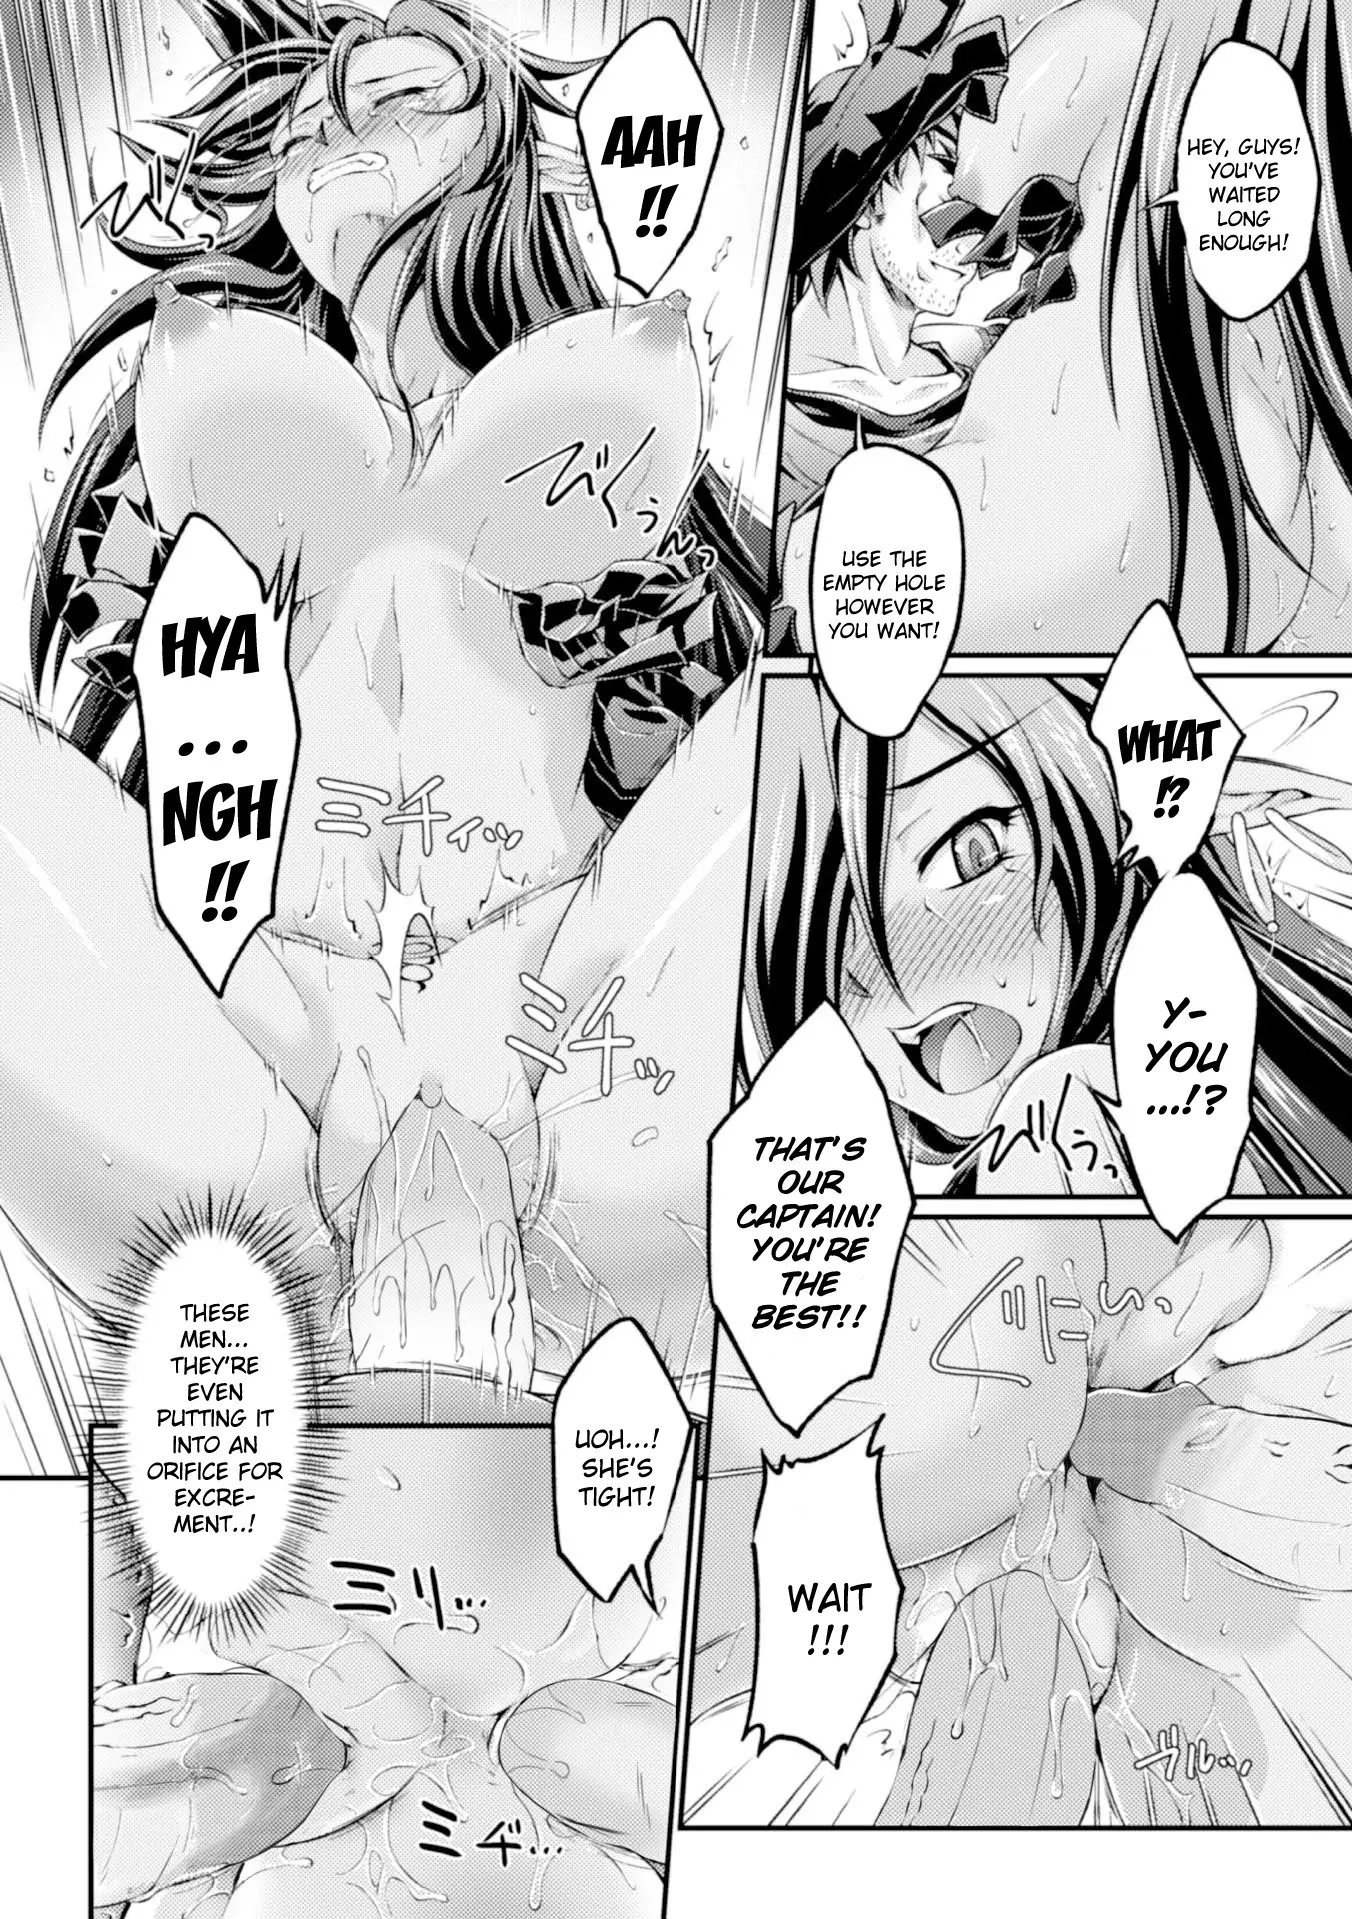 HEY, GUYS!
YOU'VE
WAITED
LONG
ENOUGH!
USE THE
EMPTY HOLE
HOWEVER
YOU WANT!
WHAT
!?
Y-
YOU
...!?
THAT'S
OUR
CAPTAIN!
YOU'RE
THE
BEST!!
WAIT
!!!
AAH
!!
HYA
...
NGH
!!
ミチィッ
ミチ
THESE
MEN...
THEY'RE
EVEN
PUTTING IT
INTO AN
ORIFICE FOR
EXCRE-
MENT..!
UOH...!
SHE'S
TIGHT!
ミリッ…
ミチ…